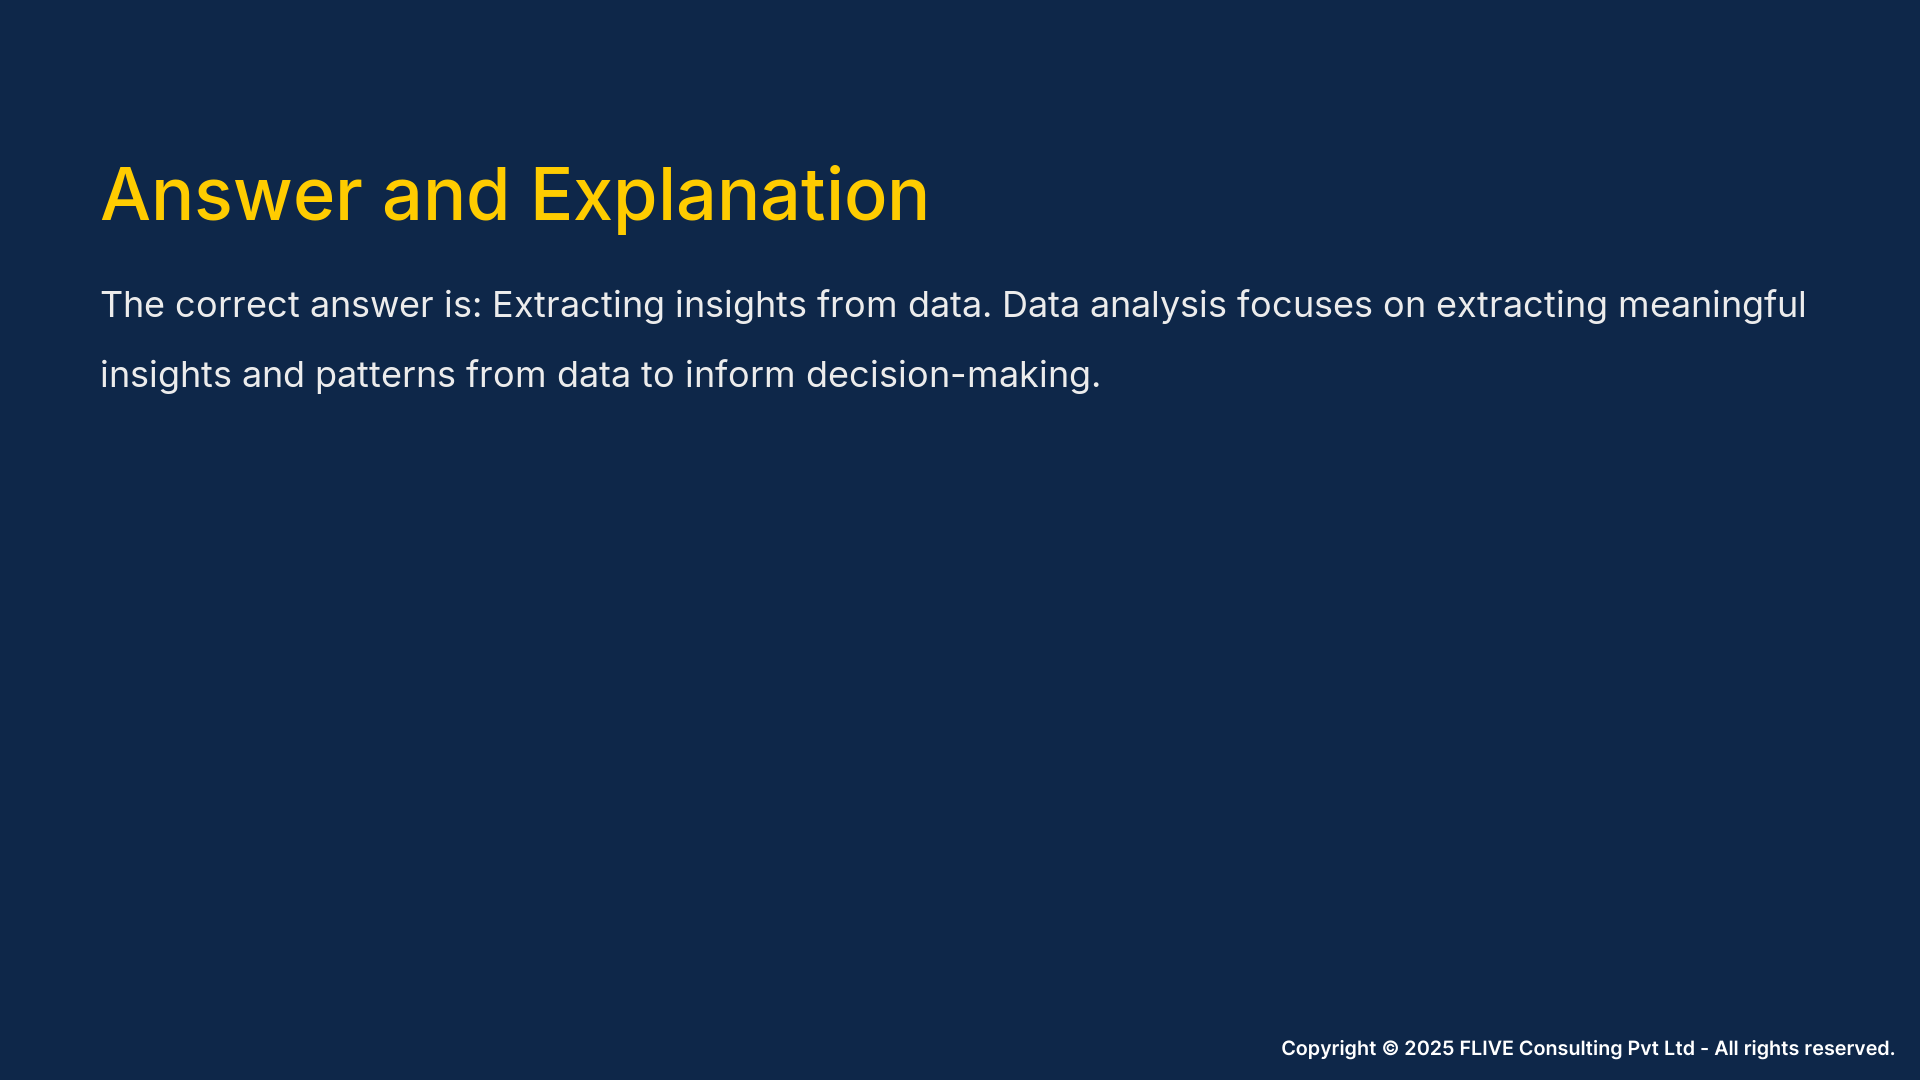 Answer and Explanation
The correct answer is: Extracting insights from data. Data analysis focuses on extracting meaningful
insights and patterns from data to inform decision-making.
Copyright © 2025 FLIVE Consulting Pvt Ltd - All rights reserved.